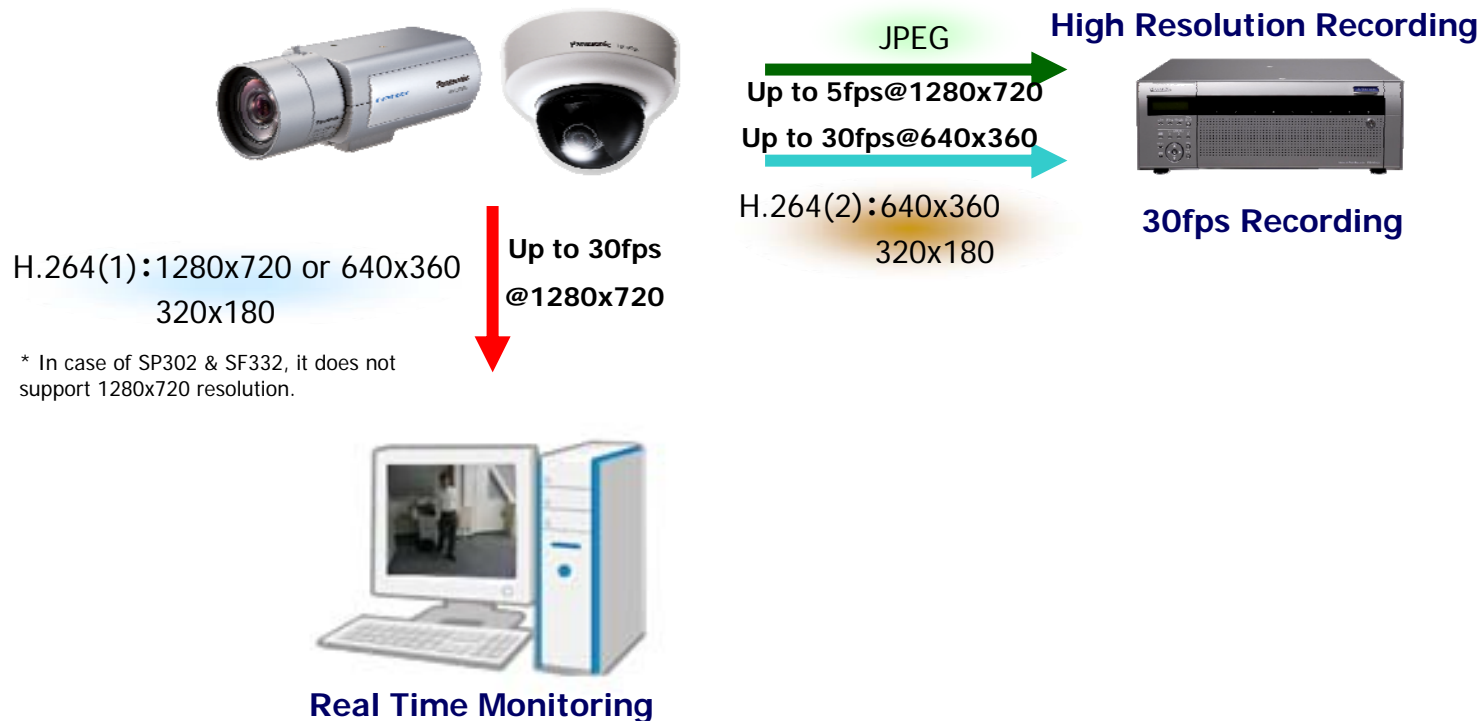 Panasonic
Panasonic
JPEG
High Resolution Recording
Up to 5fps@1280x720
Up to 30fps@640x360
H.264(2):640x360
320x180
30fps Recording
H.264(1):1280x720 or 640x360
320x180
Up to 30fps
@1280x720
* In case of SP302 & SF332, it does not
support 1280x720 resolution.
Real Time Monitoring